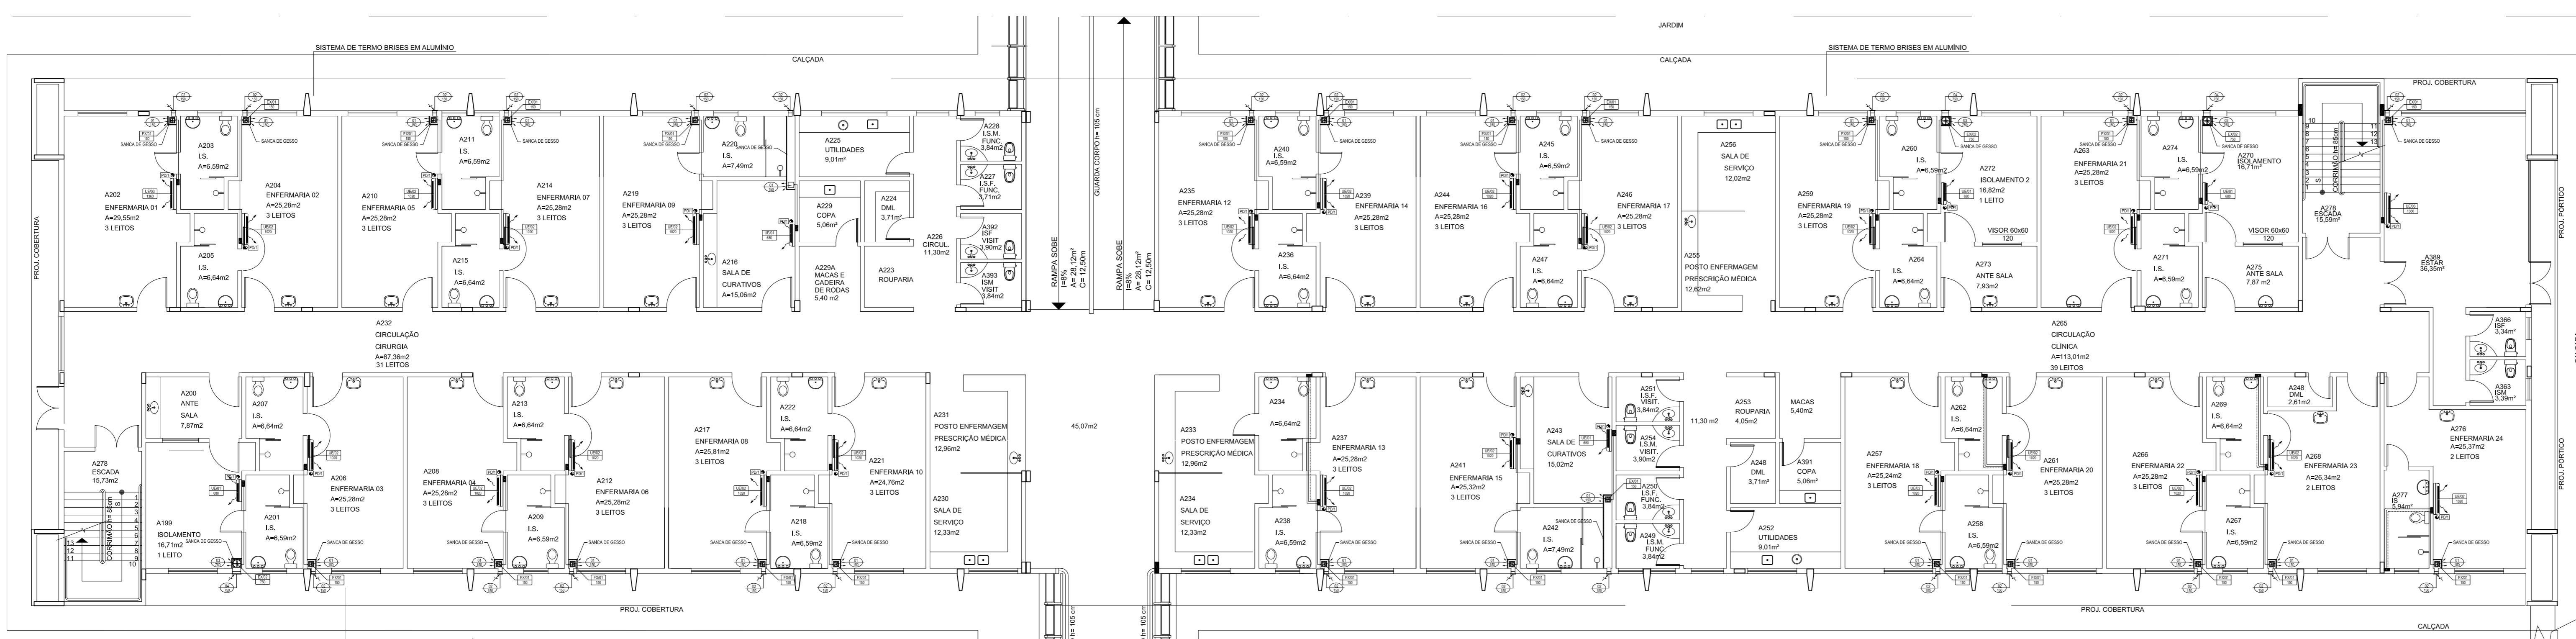 JARDIM
SISTEMA DE TERMO BRISES EM ALUMÍNIO
CALÇADA
SISTEMA DE TERMO BRISES EM ALUMÍNIO
CALÇADA
PROJ. COBERTURA
PROJ. COBERTURA
A202
ENFERMARIA 01
A=29,55m2
3 LEITOS
A203
I.S.
A=6,59m2
A205
I.S.
A=6,64m2
A204
ENFERMARIA 02
A=25,28m2
3 LEITOS
A210
ENFERMARIA 05
A=25,28m2
3 LEITOS
A211
I.S.
A=6,59m2
A215
I.S.
A=6,64m2
A214
ENFERMARIA 07
A=25,28m2
3 LEITOS
A219
ENFERMARIA 09
A=25,28m2
3 LEITOS
A220
I.S.
A=7,49m2
A216
SALA DE
CURATIVOS
A=15,06m2
A225
UTILIDADES
9,01m²
A229
COPA
5,06m²
A229A
MACAS E
CADEIRA
DE RODAS
5,40 m2
A224
DML
3,71m²
A223
ROUPARIA
A226
CIRCUL.
11,30m2
A228
I.S.M.
FUNC.
3,84m2
A227
I.S.F.
FUNC.
3,71m2
A392
ISF
VISIT
3,90m2
A393
ISM
VISIT
3,84m2
RAMPA SOBE
I=8%
A= 28,12m²
C= 12,50m
GUARDA CORPO h= 105 cm
RAMPA SOBE
I=8%
A= 28,12m²
C= 12,50m
A235
ENFERMARIA 12
A=25,28m2
3 LEITOS
A240
I.S.
A=6,59m2
A236
I.S.
A=6,64m2
A239
ENFERMARIA 14
A=25,28m2
3 LEITOS
A244
ENFERMARIA 16
A=25,28m2
3 LEITOS
A245
I.S.
A=6,59m2
A247
I.S.
A=6,64m2
A246
ENFERMARIA 17
A=25,28m2
3 LEITOS
A256
SALA DE
SERVIÇO
12,02m2
A255
POSTO ENFERMAGEM
PRESCRIÇÃO MÉDICA
12,62m2
A259
ENFERMARIA 19
A=25,28m2
3 LEITOS
A260
I.S.
A=6,59m2
A264
I.S.
A=6,64m2
A272
ISOLAMENTO 2
16,82m2
1 LEITO
VISOR 60x60
120
A273
ANTE SALA
7,93m2
A263
ENFERMARIA 21
A=25,28m2
3 LEITOS
A274
I.S.
A=6,59m2
A271
I.S.
A=6,59m2
A270
ISOLAMENTO
16,71m²
VISOR 60x60
120
A275
ANTE SALA
7,87 m2
A278
ESCADA
15,59m²
CORRIMÃO h= 85cm
A389
ESTAR
36,35m²
PROJ. PÓRTICO
A232
CIRCULAÇÃO
CIRURGIA
A=87,36m2
31 LEITOS
A265
CIRCULAÇÃO
CLÍNICA
A=113,01m2
39 LEITOS
A366
ISF
3,34m²
A363
ISM
3,39m²
A278
ESCADA
15,73m²
CORRIMÃO h= 85cm
A200
ANTE
SALA
7,87m2
A199
ISOLAMENTO
16,71m2
1 LEITO
A207
I.S.
A=6,64m2
A201
I.S.
A=6,59m2
A206
ENFERMARIA 03
A=25,28m2
3 LEITOS
A208
ENFERMARIA 04
A=25,28m2
3 LEITOS
A213
I.S.
A=6,64m2
A209
I.S.
A=6,59m2
A212
ENFERMARIA 06
A=25,28m2
3 LEITOS
A217
ENFERMARIA 08
A=25,81m2
3 LEITOS
A222
I.S.
A=6,64m2
A218
I.S.
A=6,59m2
A221
ENFERMARIA 10
A=24,76m2
3 LEITOS
A231
POSTO ENFERMAGEM
PRESCRIÇÃO MÉDICA
12,96m2
A230
SALA DE
SERVIÇO
12,33m2
45,07m2
A233
POSTO ENFERMAGEM
PRESCRIÇÃO MÉDICA
12,96m2
A234
SALA DE
SERVIÇO
12,33m2
A234
A=6,64m2
A238
I.S.
A=6,59m2
A237
ENFERMARIA 13
A=25,28m2
3 LEITOS
A241
ENFERMARIA 15
A=25,32m2
3 LEITOS
A243
SALA DE
CURATIVOS
15,02m2
A242
I.S.
A=7,49m2
A251
I.S.F.
VISIT.
3,84m2
A254
I.S.M.
VISIT.
3,90m2
A250
I.S.F.
FUNC.
3,84m2
A249
I.S.M.
FUNC.
3,84m2
11,30 m2
A253
ROUPARIA
4,05m2
A248
DML
3,71m2
MACAS
5,40m2
A391
COPA
5,06m²
A252
UTILIDADES
9,01m²
A257
ENFERMARIA 18
A=25,24m2
3 LEITOS
A262
I.S.
A=6,64m2
A258
I.S.
A=6,59m2
A261
ENFERMARIA 20
A=25,28m2
3 LEITOS
A266
ENFERMARIA 22
A=25,28m2
3 LEITOS
A269
I.S.
A=6,64m2
A267
I.S.
A=6,59m2
A248
DML
2,61m2
A268
ENFERMARIA 23
A=26,34m2
2 LEITOS
A276
ENFERMARIA 24
A=25,37m2
2 LEITOS
A277
IS
5,94m²
PROJ. PÓRTICO
SANCA DE GESSO
PROJ. COBERTURA
h= 105 cm
h= 105 cm
PROJ. COBERTURA
CALÇADA